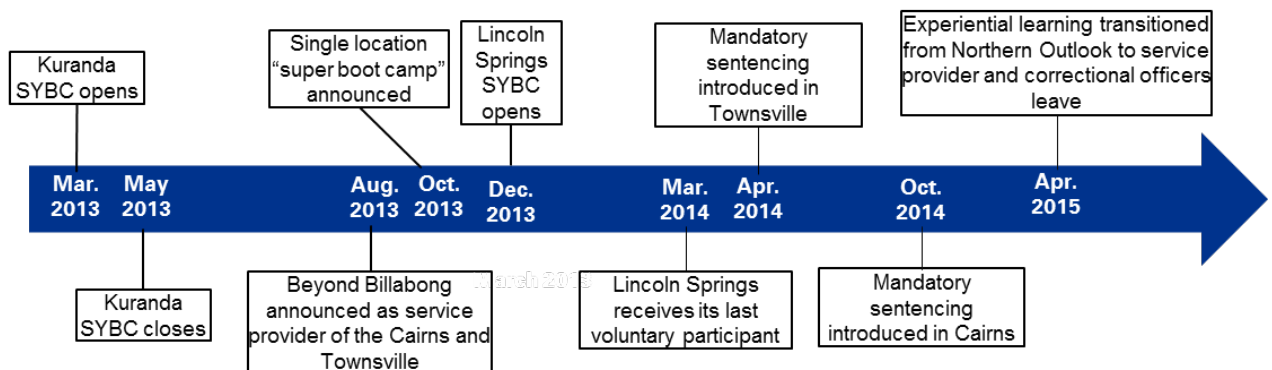 Kuranda
SYBC opens
Single location
“super boot camp”
announced
Lincoln
Springs
SYBC
opens
Mandatory
sentencing
introduced in
Townsville
Experiential learning transitioned
from Northern Outlook to service
provider and correctional officers
leave
Mar.
2013
May
2013
Aug.
2013
Oct.
2013
Dec.
2013
Mar.
2014
Apr.
2014
Oct.
2014
Apr.
2015
Kuranda
SYBC closes
Beyond Billabong
announced as service
provider of the Cairns and
Townsville
March 2013
Lincoln Springs
receives its last
voluntary participant
Mandatory
sentencing
introduced in Cairns